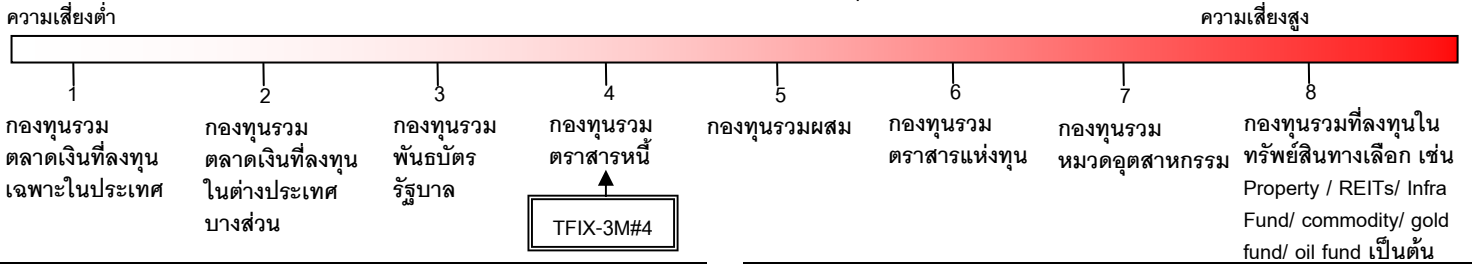 ความเสี่ยงต่ำ
ความเสี่ยงสูง
1
2
3
4
5
6
7
8
กองทุนรวม
ตลาดเงินที่ลงทุน
เฉพาะในประเทศ
กองทุนรวม
ตลาดเงินที่ลงทุน
ในต่างประเทศ
บางส่วน
กองทุนรวม
พันธบัตร
รัฐบาล
กองทุนรวม
ตราสารหนี้
TFIX-3M#4
กองทุนรวมผสม
กองทุนรวม
ตราสารแห่งทุน
กองทุนรวม
หมวดอุตสาหกรรม
กองทุนรวมที่ลงทุนใน
ทรัพย์สินทางเลือก เช่น
Property / REITs/ Infra
Fund/ commodity/ gold
fund/ oil fund เป็นต้น